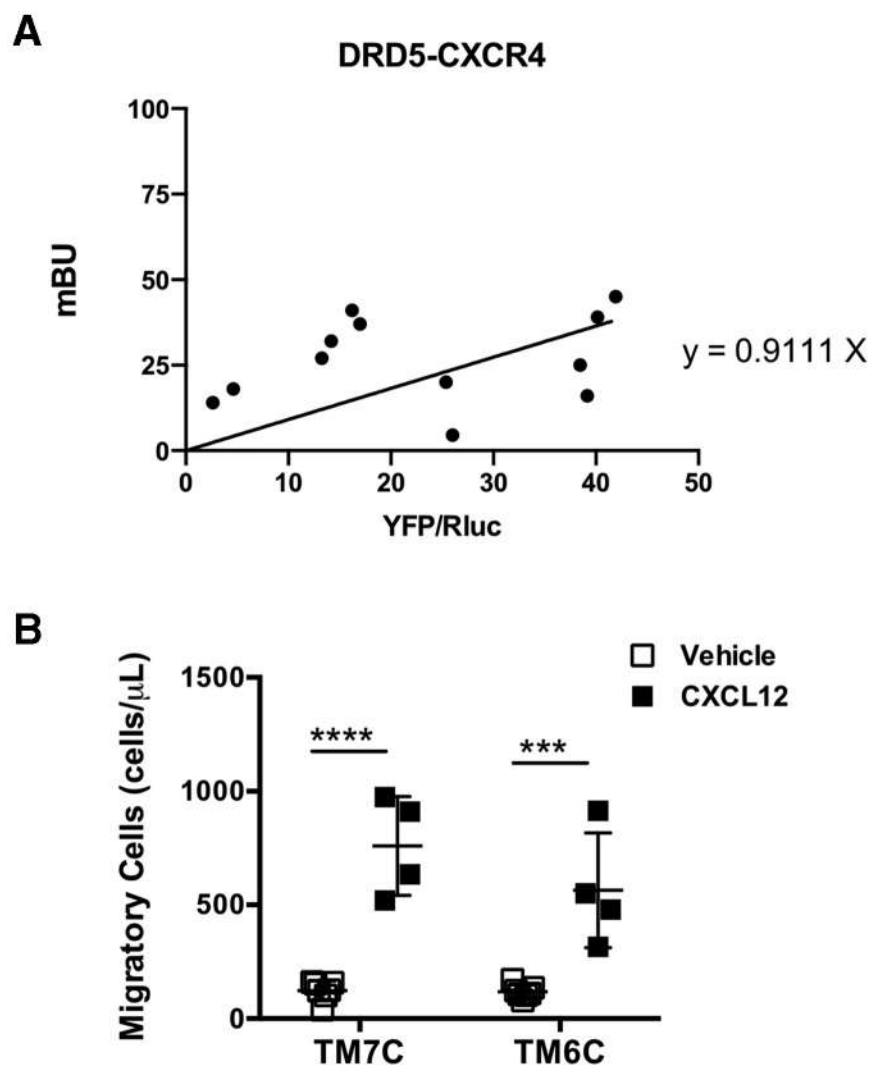 A
DRD5-CXCR4
100
75
50
25
0
mBU
y = 0.9111 X
0 10 20 30 40 50
YFP/Rluc
B
Vehicle
CXCL12
Migratory Cells (cells/μL)
1500
1000
500
0
**** ***
TM7C TM6C